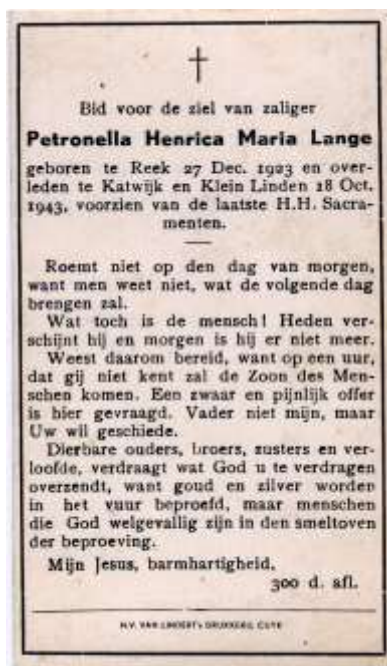 Bid voor de ziel van zaliger
Petronella Henrica Maria Lange
geboren te Reek 27 Dec. 1923 en over-
leden te Katwijk en Klein Linden 18 Oct.
1943, voorzien van de laatste H.H. Sacra-
menten.
Roemt niet op den dag van morgen,
want men weet niet, wat de volgende dag
brengen zal.
Wat toch is de mensch! Heden ver-
schijnt hij en morgen is hij er niet meer.
Weest daarom bereid, want op een uur,
dat gij niet kent zal de Zoon des Men-
schen komen. Een zwaar en pijnlijk offer
is hier gevraagd. Vader niet mijn, maar
Uw wil geschiede.
Dierbare ouders, broers, zusters en ver-
loofde, verdraagt wat God u te verdragen
overzendt, want goud en zilver worden
in het vuur beproefd, maar menschen
die God welgevallig zijn in den smeltoven
der beproeving.
Mijn Jesus, barmhartigheid.
300 d. afl.
N.V. VAN LINDERT's DRUKKERIJ, CUYK